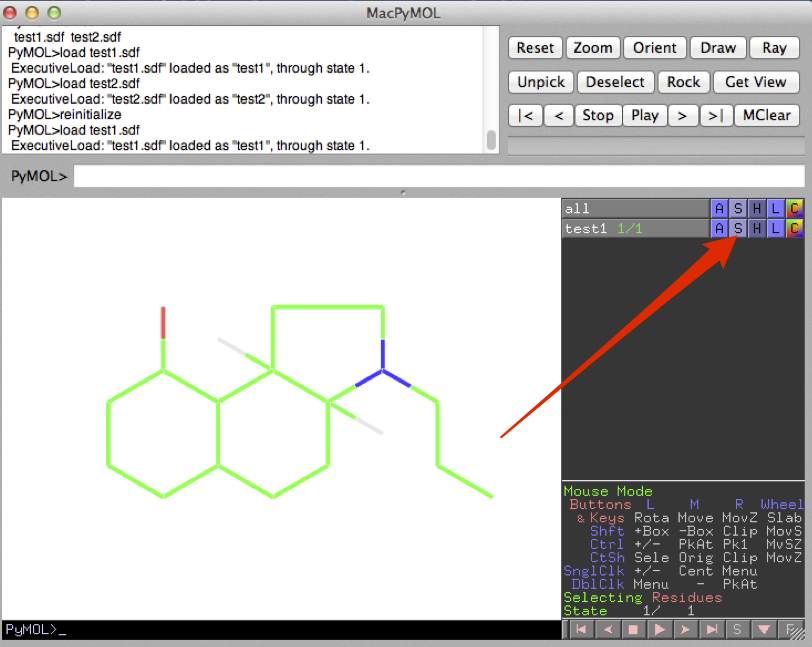 MacPyMOL
test1.sdf test2.sdf
PyMOL>load test1.sdf
ExecutiveLoad: "test1.sdf" loaded as "test1", through state 1.
PyMOL>load test2.sdf
ExecutiveLoad: "test2.sdf" loaded as "test2", through state 1.
PyMOL>reinitialize
PyMOL>load test1.sdf
ExecutiveLoad: "test1.sdf" loaded as "test1", through state 1.
Reset Zoom Orient Draw Ray
Unpick Deselect Rock Get View
|< < Stop Play > >| MClear
PyMOL>
all A S H L C
test1 1/1 A S H L C
Mouse Mode
Buttons L M R Wheel
& Keys Rota Move MovZ Slab
Shft +Box -Box Clip MovS
Ctrl +/- PkAt Pk1 MvSZ
CtSh Sele Orig Clip MovZ
SnglClk +/- Cent Menu
DblClk Menu - PkAt
Selecting Residues
State 1/ 1
PyMOL>_
S F